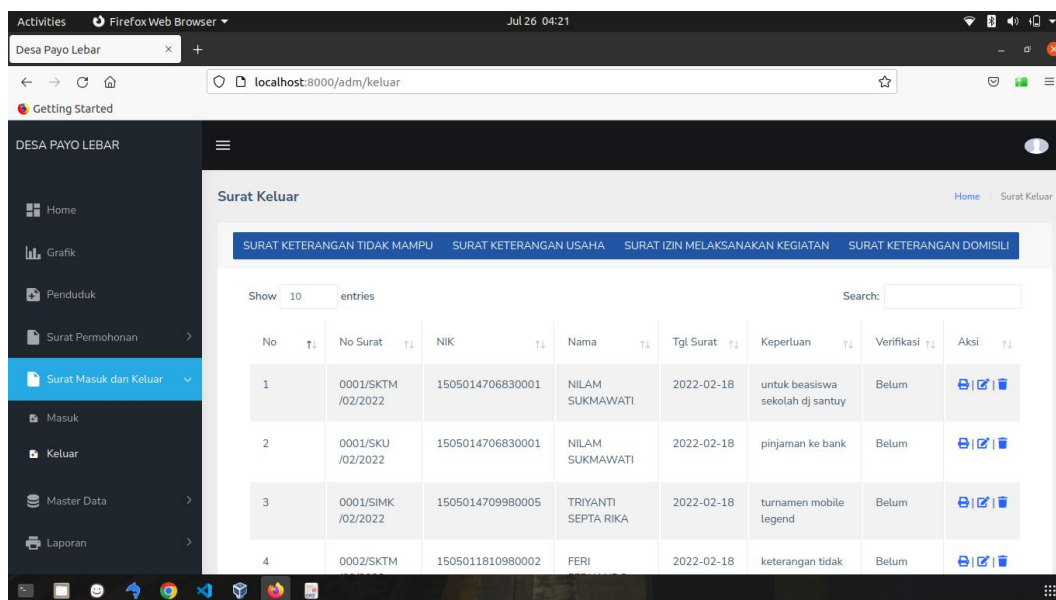 Activities Firefox Web Browser Jul 26 04:21
Desa Payo Lebar
localhost:8000/adm/keluar
Getting Started
DESA PAYO LEBAR
Home
Grafik
Penduduk
Surat Permohonan
Surat Masuk dan Keluar
Masuk
Keluar
Master Data
Laporan
Surat Keluar
Home Surat Keluar
SURAT KETERANGAN TIDAK MAMPU SURAT KETERANGAN USAHA SURAT IZIN MELAKSANAKAN KEGIATAN SURAT KETERANGAN DOMISILI
Show 10 entries Search:
No No Surat NIK Nama Tgl Surat Keperluan Verifikasi Aksi
1 0001/SKTM 1505014706830001 NILAM 2022-02-18 untuk beasiswa Belum
/02/2022 SUKMAWATI sekolah dj santuy
2 0001/SKU 1505014706830001 NILAM 2022-02-18 pinjaman ke bank Belum
/02/2022 SUKMAWATI
3 0001/SIMK 1505014709980005 TRIYANTI 2022-02-18 turnamen mobile Belum
/02/2022 SEPTA RIKA legend
4 0002/SKTM 1505011810980002 FERI 2022-02-18 keterangan tidak Belum